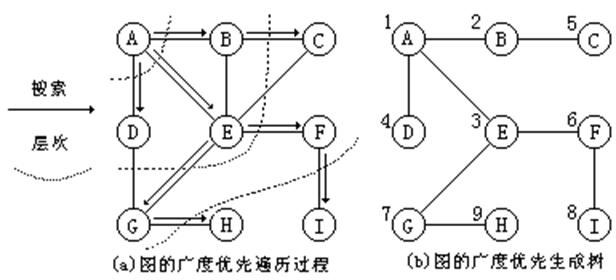 A B C
被索
层次
D E F
G H I
(a)图的广度优先遍历过程
1 A 2 B 5 C
4 D 3 E 6 F
7 G 9 H 8 I
(b)图的广度优先生成树